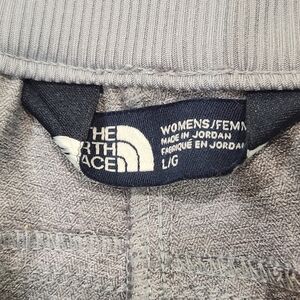 THE
NORTH
FACE
WOMENS/FEMM
MADE IN JORDAN
FABRIQUÉ EN JORDAN
L/G